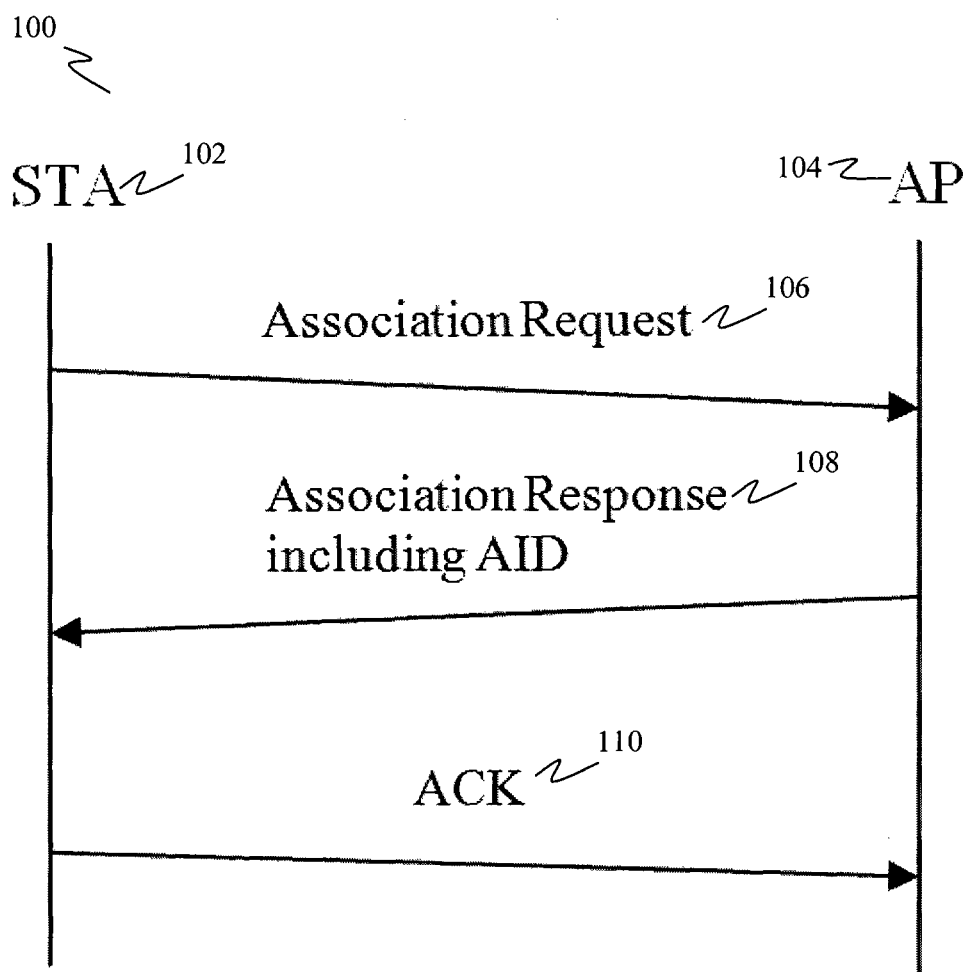 100
STA 102
104 AP
Association Request 106
Association Response 108
including AID
ACK 110